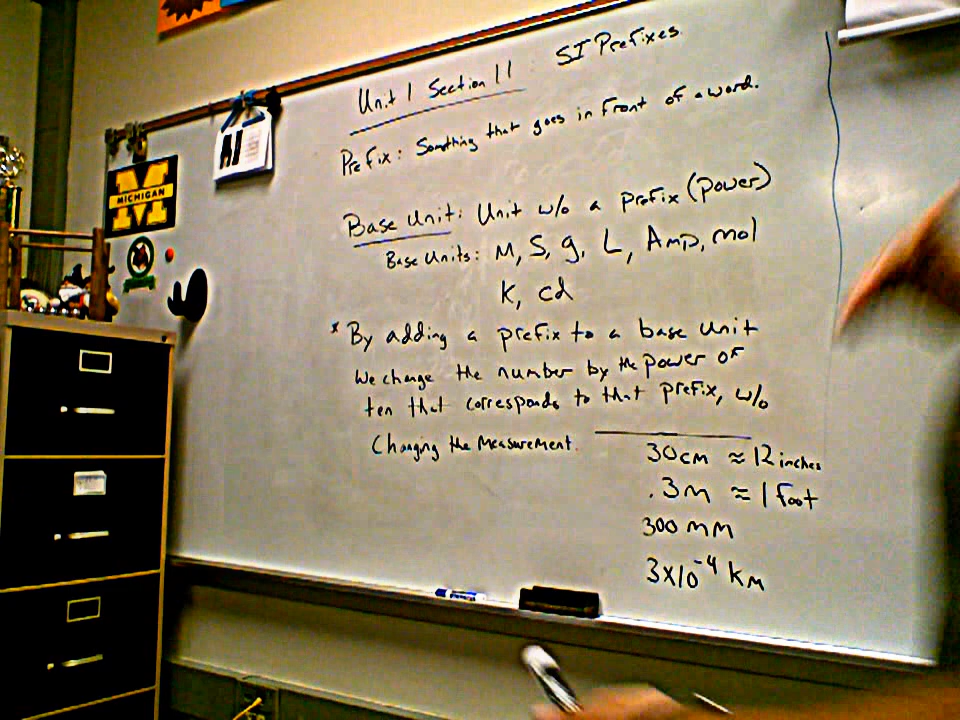 Unit 1 Section 11 : SI Prefixes.
Prefix: Something that goes in front of a word.
Base Unit: Unit w/o a prefix (power)
Base Units: m, S, g, L, Amp, mol
K, cd
* By adding a prefix to a base unit
we change the number by the power of
ten that corresponds to that prefix, w/o
changing the measurement.
30cm ≈ 12 inches
.3m ≈ 1 foot
300 mm
3x10⁻⁴ km
M
MICHIGAN